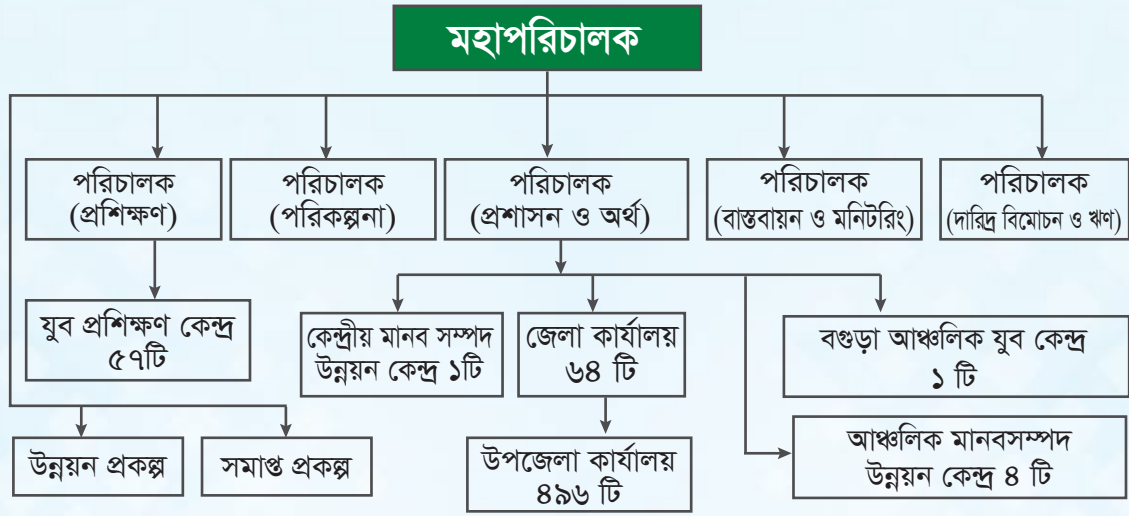 মহাপরিচালক
পরিচালক
(প্রশিক্ষণ)
পরিচালক
(পরিকল্পনা)
পরিচালক
(প্রশাসন ও অর্থ)
পরিচালক
(বাস্তবায়ন ও মনিটরিং)
পরিচালক
(দারিদ্র বিমোচন ও ঋণ)
যুব প্রশিক্ষণ কেন্দ্র
৫৭টি
কেন্দ্রীয় মানব সম্পদ
উন্নয়ন কেন্দ্র ১টি
জেলা কার্যালয়
৬৪ টি
বগুড়া আঞ্চলিক যুব কেন্দ্র
১ টি
উন্নয়ন প্রকল্প
সমাপ্ত প্রকল্প
উপজেলা কার্যালয়
৪৯৬ টি
আঞ্চলিক মানবসম্পদ
উন্নয়ন কেন্দ্র ৪ টি